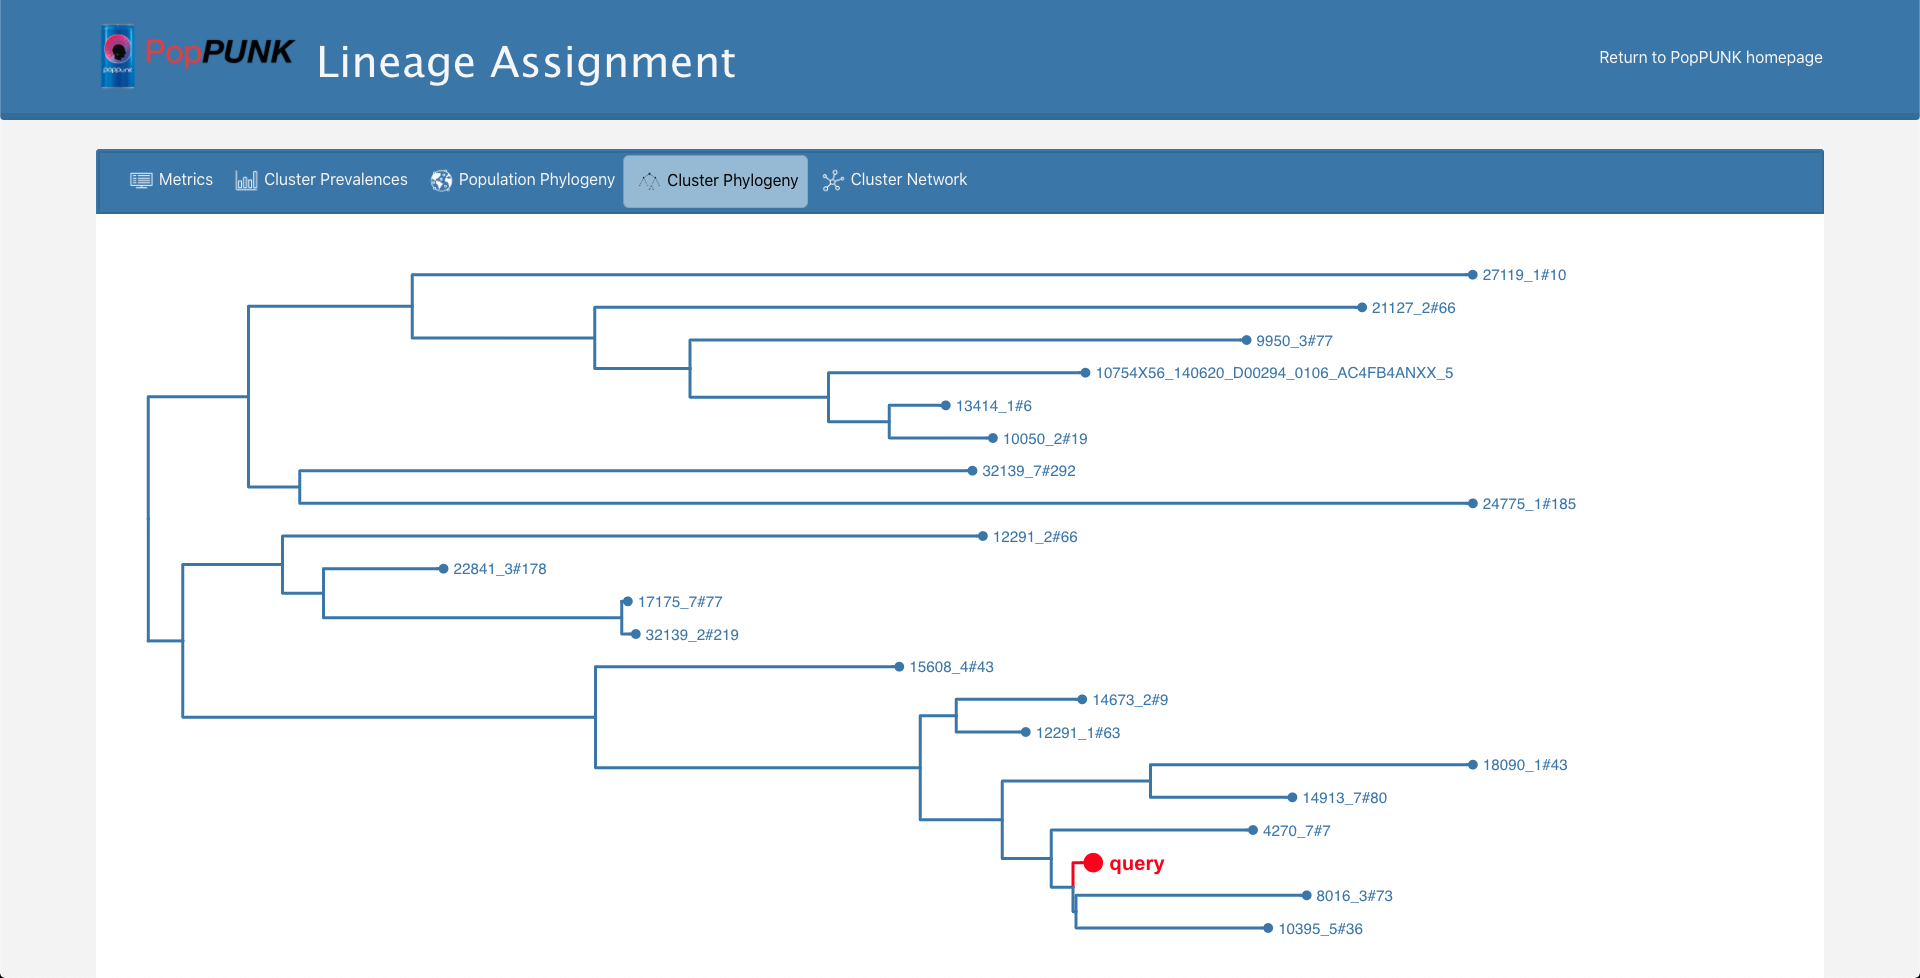 poppunk
PopPUNK
Lineage Assignment
Return to PopPUNK homepage
Metrics
Cluster Prevalences
Population Phylogeny
Cluster Phylogeny
Cluster Network
27119_1#10
21127_2#66
9950_3#77
10754X56_140620_D00294_0106_AC4FB4ANXX_5
13414_1#6
10050_2#19
32139_7#292
24775_1#185
12291_2#66
22841_3#178
17175_7#77
32139_2#219
15608_4#43
14673_2#9
12291_1#63
18090_1#43
14913_7#80
4270_7#7
query
8016_3#73
10395_5#36